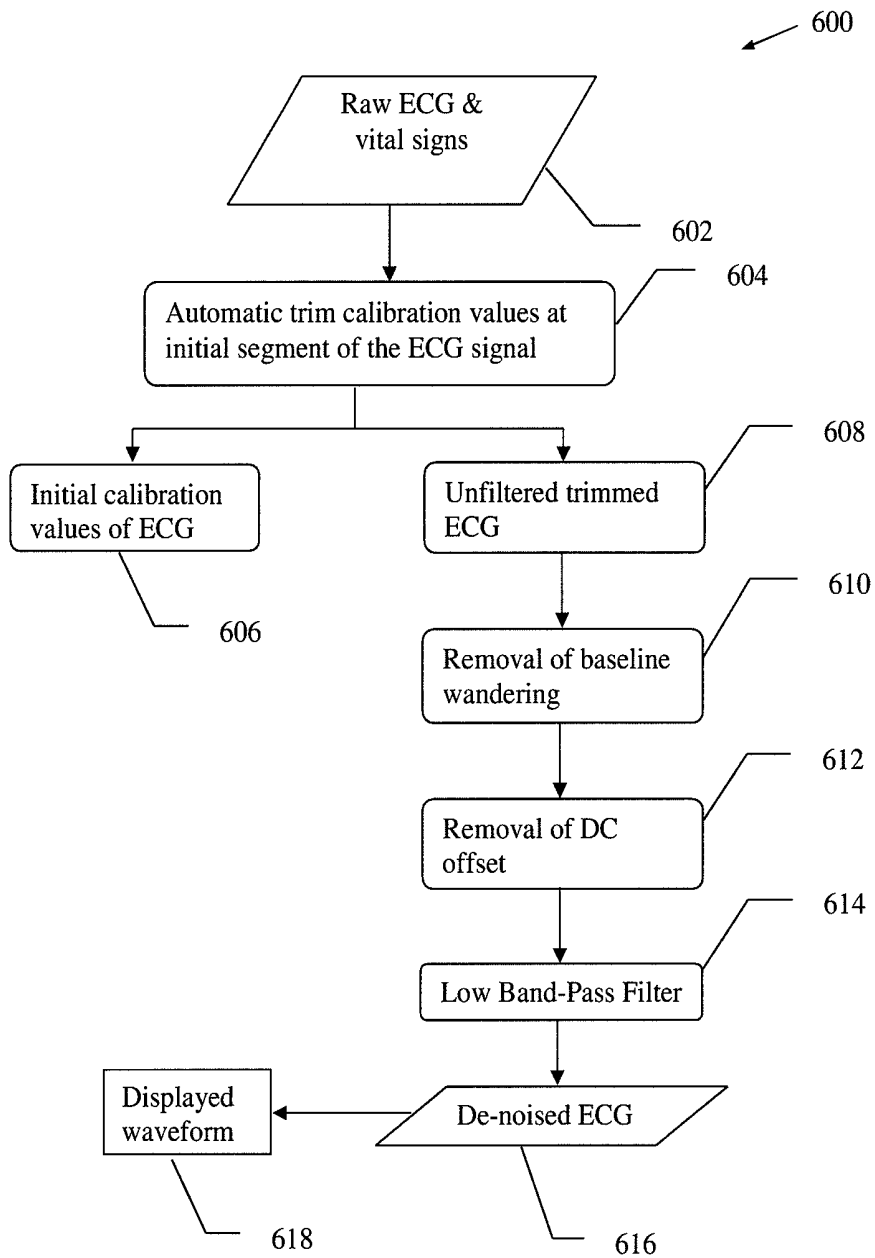 600
Raw ECG &
vital signs
602
604
Automatic trim calibration values at
initial segment of the ECG signal
608
Initial calibration
values of ECG
Unfiltered trimmed
ECG
606
610
Removal of baseline
wandering
612
Removal of DC
offset
614
Low Band-Pass Filter
Displayed
waveform
De-noised ECG
618
616